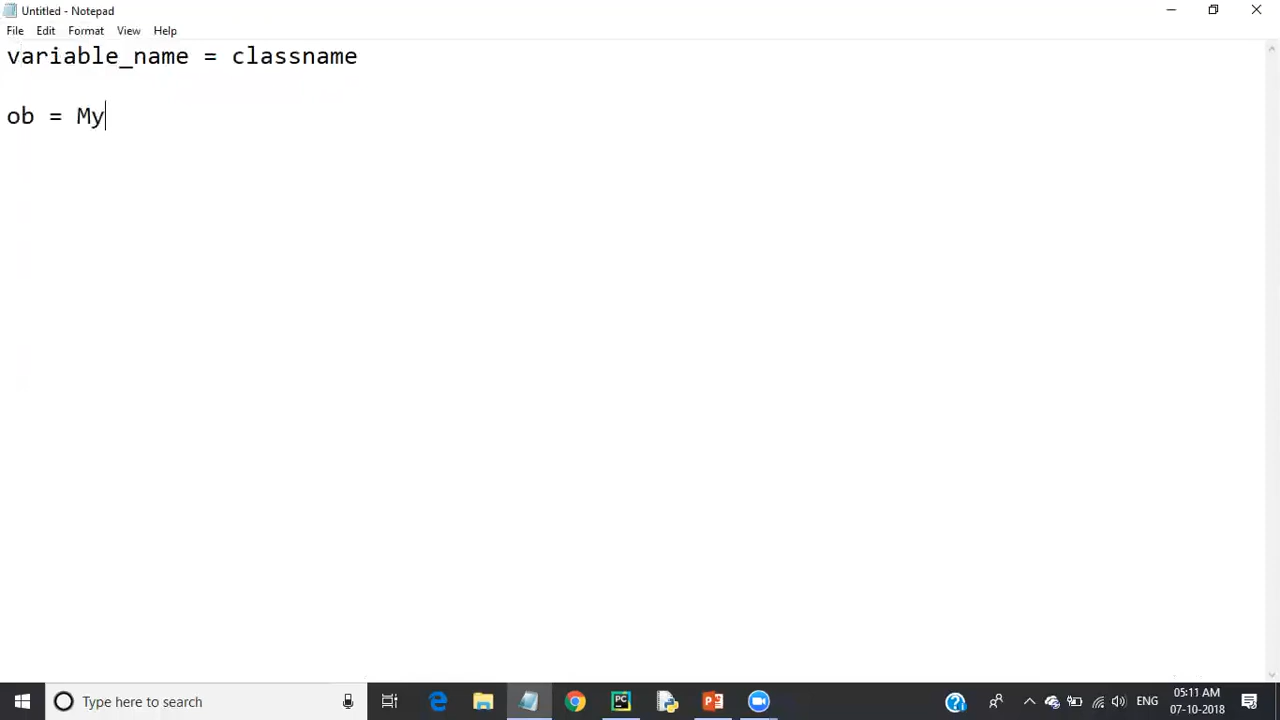 Untitled - Notepad
File Edit Format View Help
variable_name = classname
ob = My
Type here to search
ENG
05:11 AM
07-10-2018